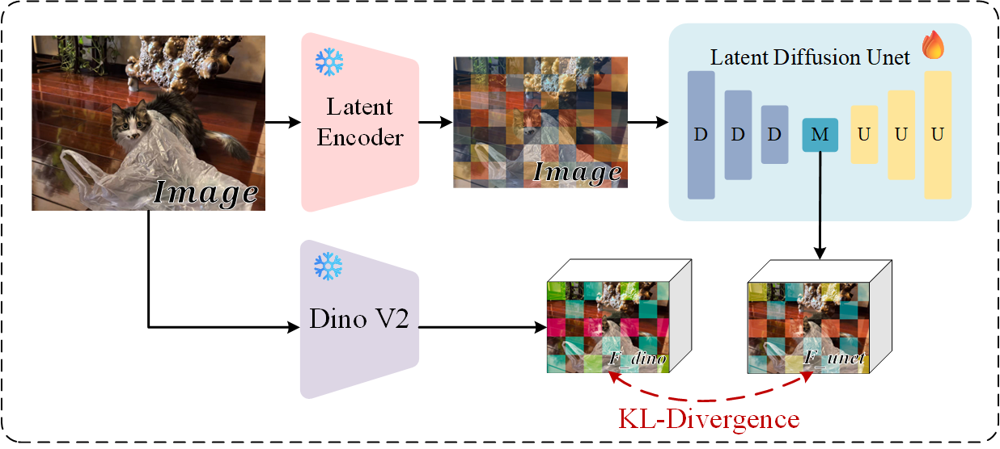 Image
Latent
Encoder
Image
Latent Diffusion Unet
D
D
D
M
U
U
U
Dino V2
F_dino
F_unet
KL-Divergence